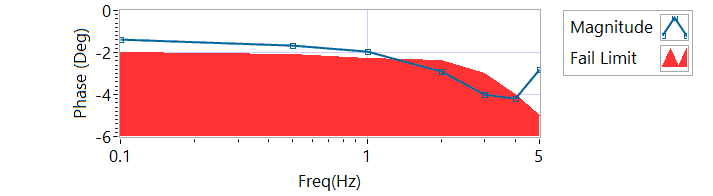 0
-2
-4
-6
Phase (Deg)
0.1
1
5
Freq(Hz)
Magnitude
Fail Limit